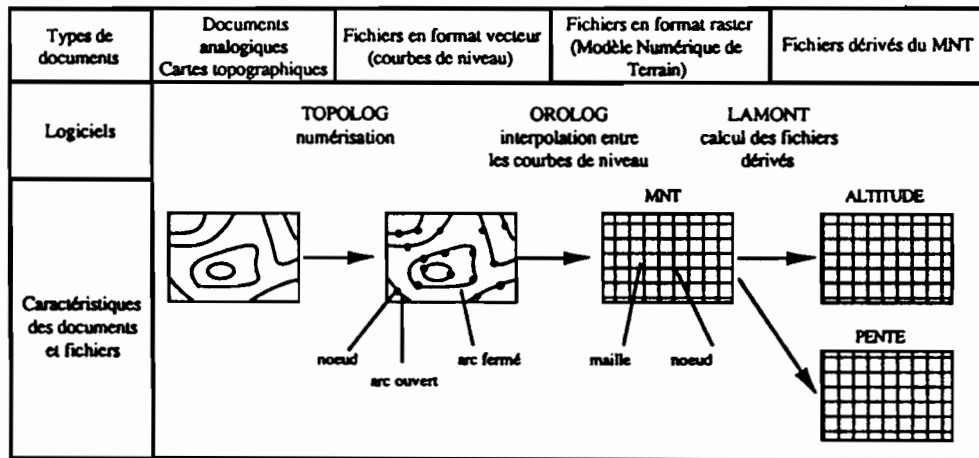 Types de
documents
Documents
analogiques
Cartes topographiques
Fichiers en format vecteur
(courbes de niveau)
Fichiers en format raster
(Modèle Numérique de
Terrain)
Fichiers dérivés du MNT
Logiciels
TOPOLOG
numérisation
OROLOG
interpolation entre
les courbes de niveau
LAMONT
calcul des fichiers
dérivés
Caractéristiques
des documents
et fichiers
MNT
ALTITUDE
noeud
arc ouvert
arc fermé
maille
noeud
PENTE